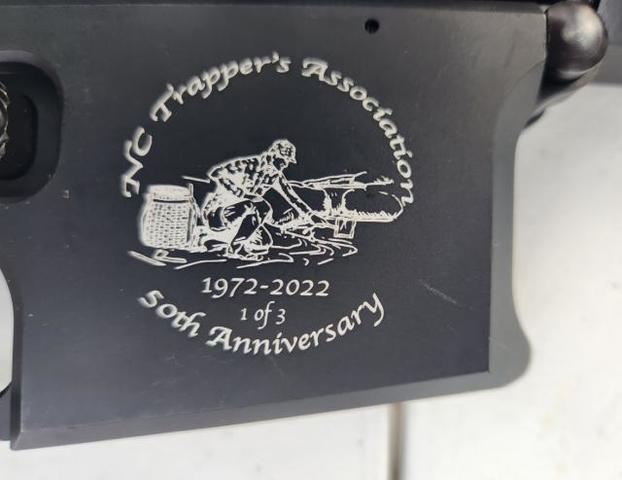 NC Trapper's Association
1972-2022
1 of 3
50th Anniversary